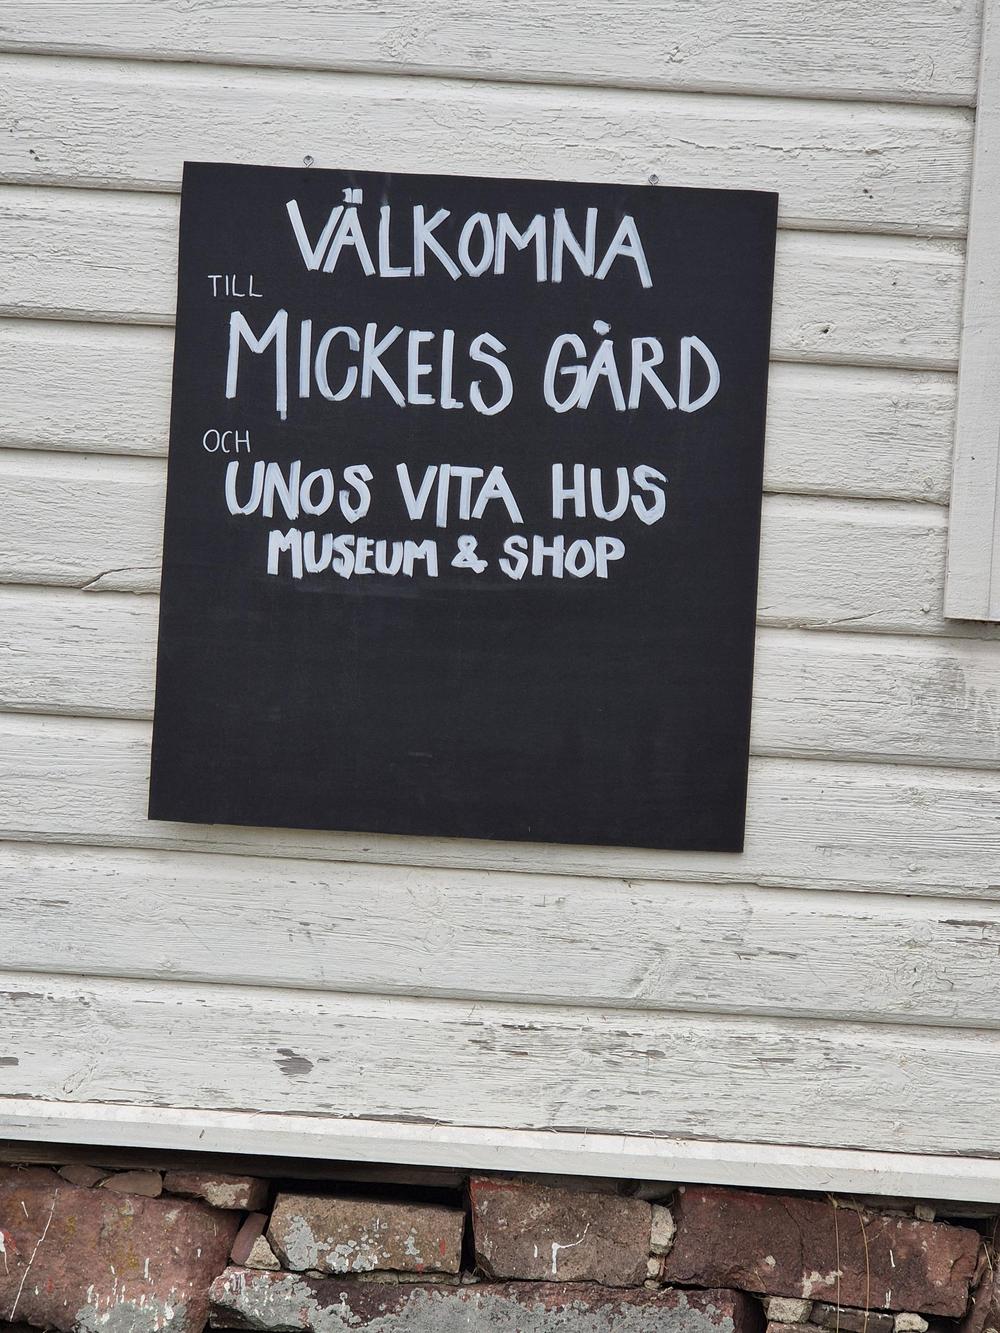 VÄLKOMNA
TILL
MICKELS GÅRD
OCH
UNOS VITA HUS
MUSEUM & SHOP